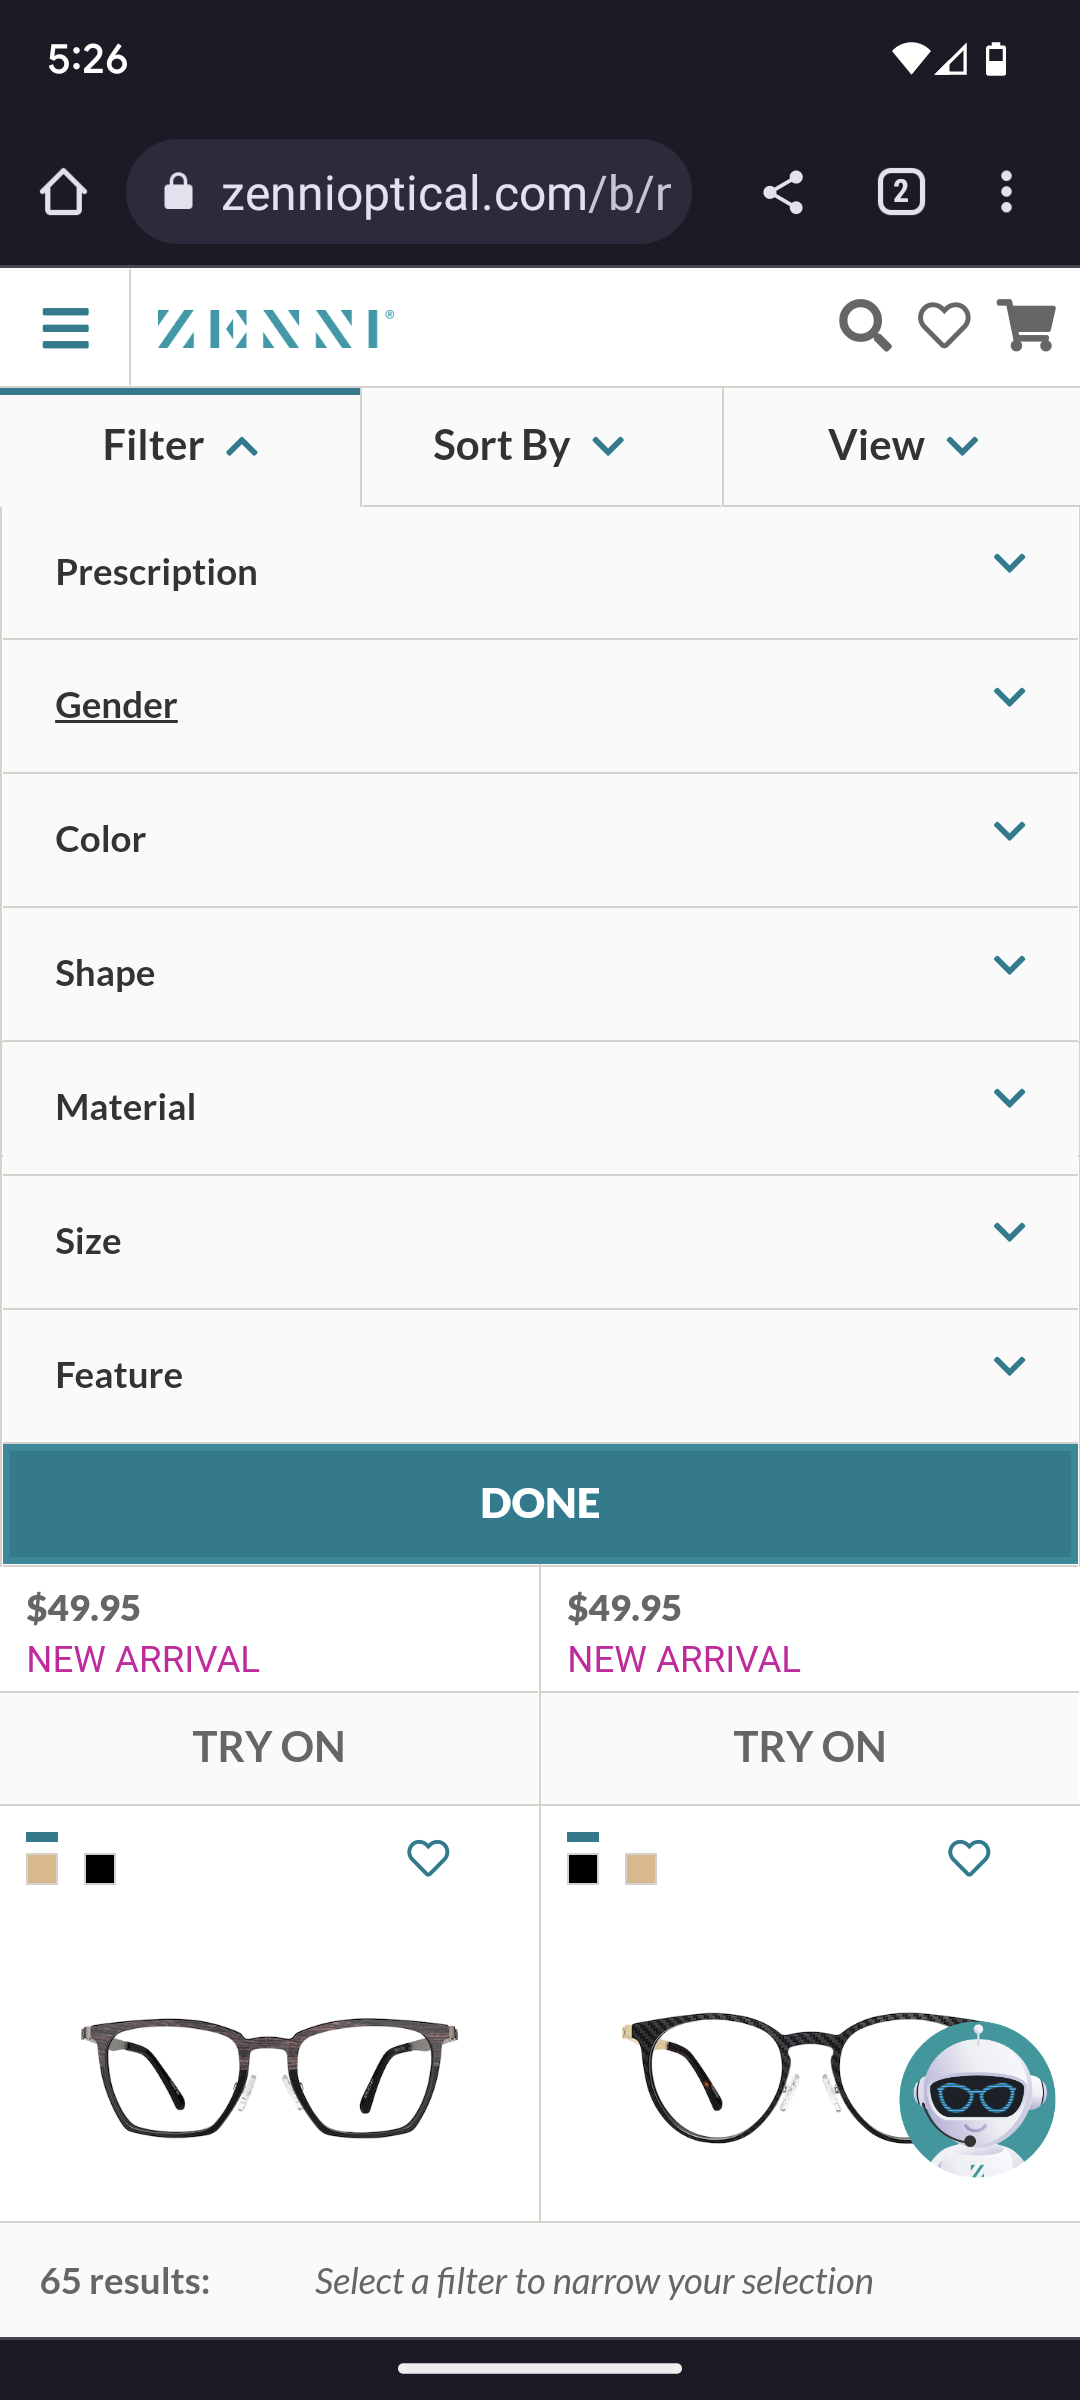 5:26
zennioptical.com/b/r
2
ZENNI®
Filter
Sort By
View
Prescription
Gender
Color
Shape
Material
Size
Feature
DONE
$49.95
$49.95
NEW ARRIVAL
NEW ARRIVAL
TRY ON
TRY ON
Z
65 results:
Select a filter to narrow your selection